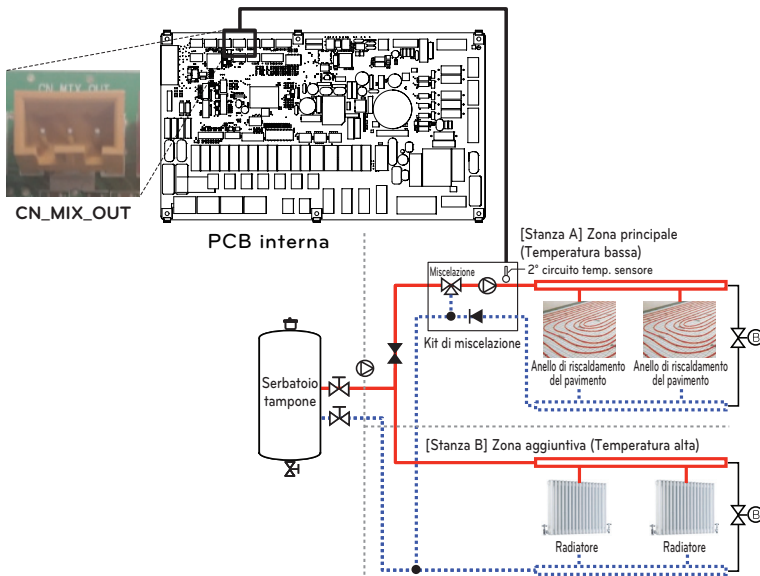 CN_MIX_OUT
CN_MIX_OUT
PCB interna
[Stanza A] Zona principale
(Temperatura bassa)
2° circuito temp. sensore
Miscelazione
Kit di miscelazione
Anello di riscaldamento
del pavimento
Anello di riscaldamento
del pavimento
B
Serbatoio
tampone
[Stanza B] Zona aggiuntiva (Temperatura alta)
B
Radiatore
Radiatore